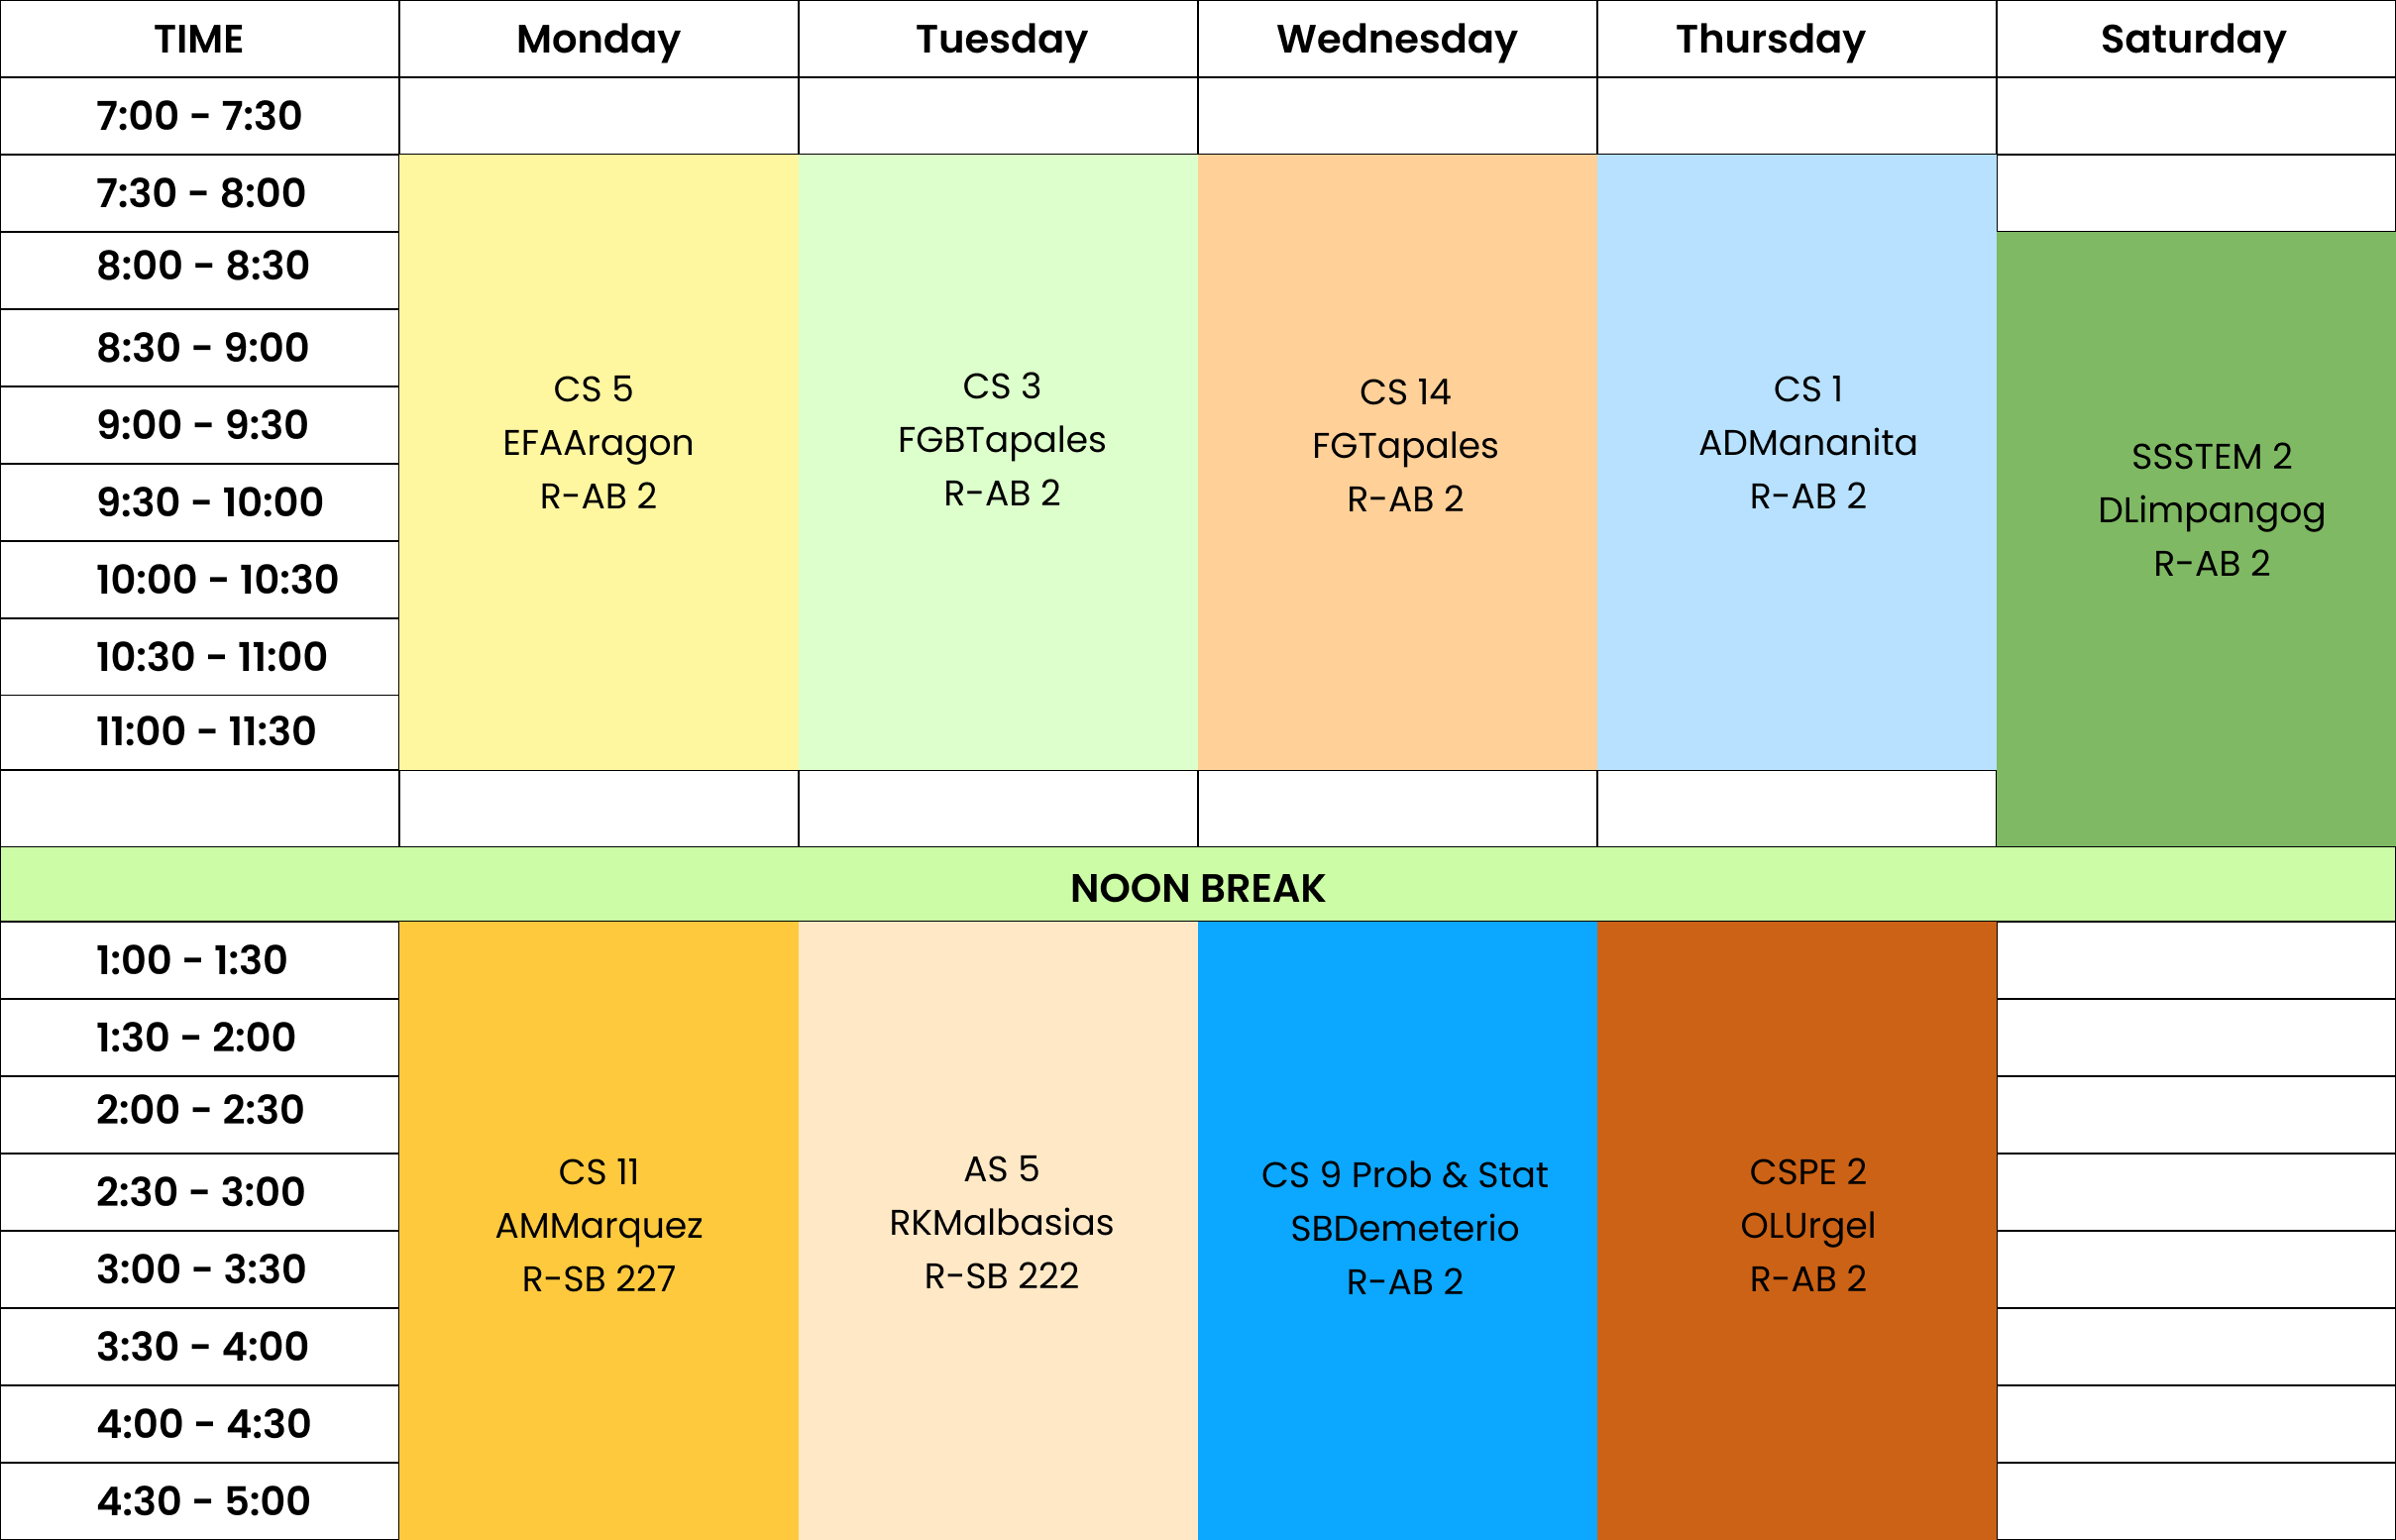 TIME Monday Tuesday Wednesday Thursday Saturday
7:00 - 7:30
7:30 - 8:00
8:00 - 8:30
8:30 - 9:00
9:00 - 9:30
9:30 - 10:00
10:00 - 10:30
10:30 - 11:00
11:00 - 11:30
CS 5
EFAAragon
R-AB 2
CS 3
FGBTapales
R-AB 2
CS 14
FGTapales
R-AB 2
CS 1
ADMananita
R-AB 2
SSSTEM 2
DLimpangog
R-AB 2
NOON BREAK
1:00 - 1:30
1:30 - 2:00
2:00 - 2:30
2:30 - 3:00
3:00 - 3:30
3:30 - 4:00
4:00 - 4:30
4:30 - 5:00
CS 11
AMMarquez
R-SB 227
AS 5
RKMalbasias
R-SB 222
CS 9 Prob & Stat
SBDemeterio
R-AB 2
CSPE 2
OLUrgel
R-AB 2